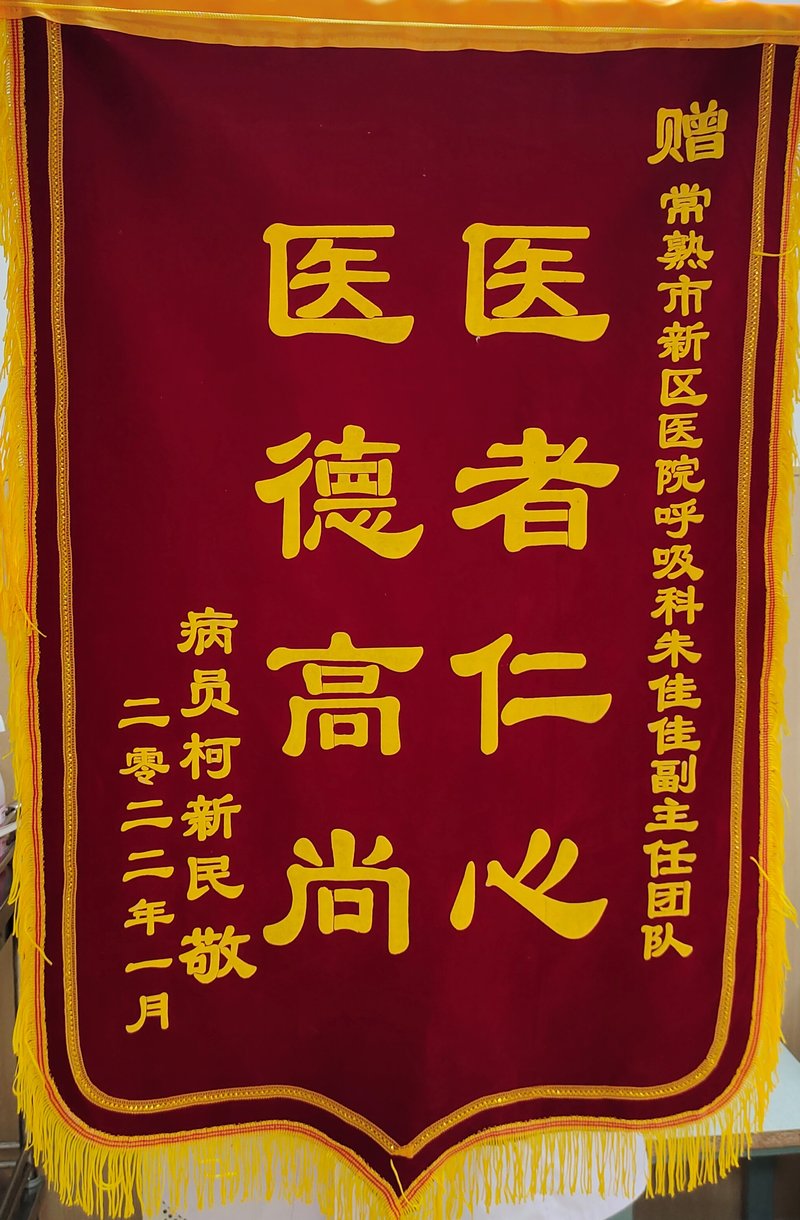 赠常熟市新区医院呼吸科朱佳佳副主任团队
医者仁心
医德高尚
病员柯新民敬
二零二二年一月